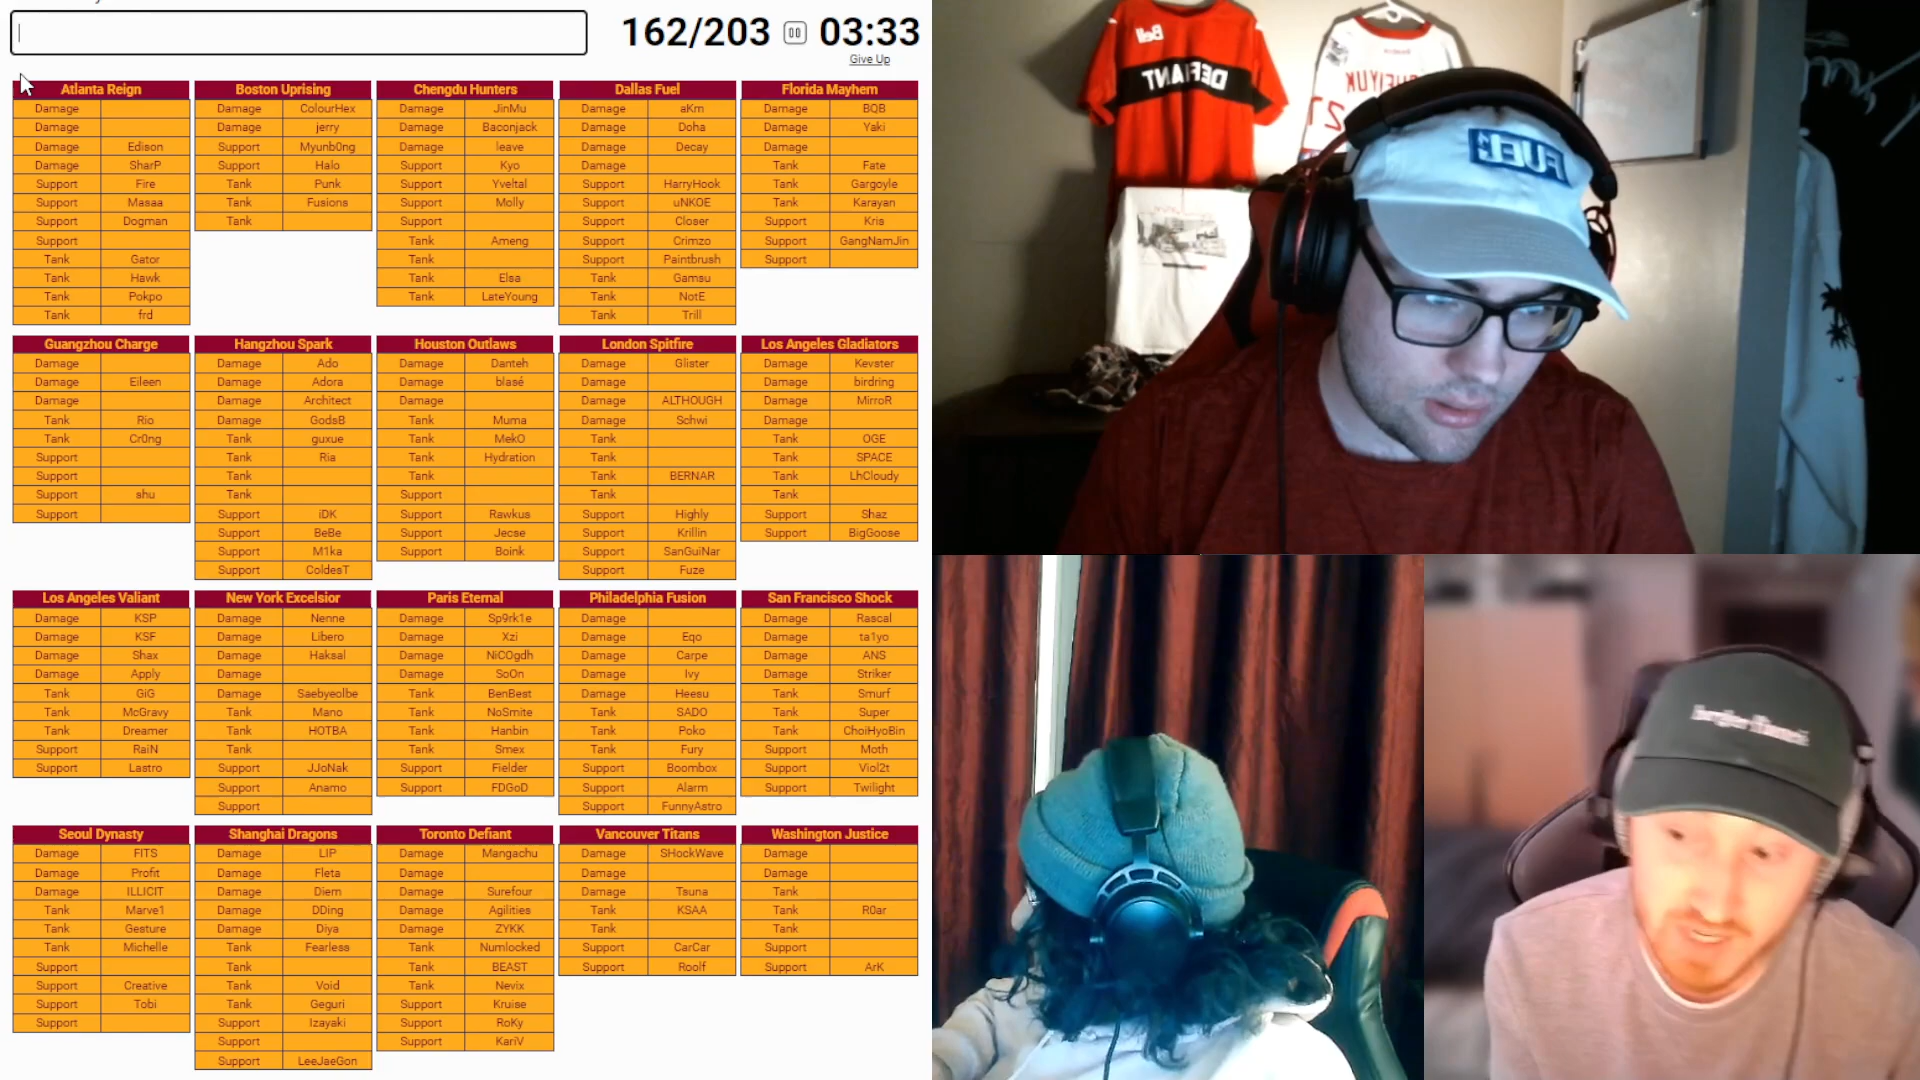 162/203 03:33
Give Up
Atlanta Reign
Damage
Damage
Damage Edison
Damage SharP
Support Fire
Support Masaa
Support Dogman
Support
Tank Gator
Tank Hawk
Tank Pokpo
Tank frd
Boston Uprising
Damage ColourHex
Damage jerry
Support Myunb0ng
Support Halo
Tank Punk
Tank Fusions
Tank
Chengdu Hunters
Damage JinMu
Damage Baconjack
Damage leave
Support Kyo
Support Yveltal
Support Molly
Support
Tank Ameng
Tank
Tank Elsa
Tank LateYoung
Dallas Fuel
Damage aKm
Damage Doha
Damage Decay
Damage
Support HarryHook
Support uNKOE
Support Closer
Support Crimzo
Support Paintbrush
Tank Gamsu
Tank NotE
Tank Trill
Florida Mayhem
Damage BQB
Damage Yaki
Damage
Tank Fate
Tank Gargoyle
Tank Karayan
Support Kris
Support GangNamJin
Support
Guangzhou Charge
Damage
Damage Eileen
Damage
Tank Rio
Tank Cr0ng
Support
Support
Support shu
Support
Hangzhou Spark
Damage Ado
Damage Adora
Damage Architect
Damage GodsB
Tank guxue
Tank Ria
Tank
Tank
Support iDK
Support BeBe
Support M1ka
Support ColdesT
Houston Outlaws
Damage Danteh
Damage blasé
Damage
Tank Muma
Tank MekO
Tank Hydration
Tank
Support
Support Rawkus
Support Jecse
Support Boink
London Spitfire
Damage Glister
Damage
Damage ALTHOUGH
Damage Schwi
Tank
Tank
Tank BERNAR
Tank
Support Highly
Support Krillin
Support SanGuiNar
Support Fuze
Los Angeles Gladiators
Damage Kevster
Damage birdring
Damage MirroR
Damage
Tank OGE
Tank SPACE
Tank LhCloudy
Tank
Support Shaz
Support BigGoose
Los Angeles Valiant
Damage KSP
Damage KSF
Damage Shax
Damage Apply
Tank GiG
Tank McGravy
Tank Dreamer
Support RaiN
Support Lastro
New York Excelsior
Damage Nenne
Damage Libero
Damage Haksal
Damage
Damage Saebyeolbe
Tank Mano
Tank HOTBA
Tank
Support JJoNak
Support Anamo
Support
Paris Eternal
Damage Sp9rk1e
Damage Xzi
Damage NiCOgdh
Damage SoOn
Tank BenBest
Tank NoSmite
Tank Hanbin
Tank Smex
Support Fielder
Support FDGoD
Philadelphia Fusion
Damage
Damage Eqo
Damage Carpe
Damage Ivy
Damage Heesu
Tank SADO
Tank Poko
Tank Fury
Support Boombox
Support Alarm
Support FunnyAstro
San Francisco Shock
Damage Rascal
Damage ta1yo
Damage ANS
Damage Striker
Tank Smurf
Tank Super
Tank ChoiHyoBin
Support Moth
Support Viol2t
Support Twilight
Seoul Dynasty
Damage FITS
Damage Profit
Damage ILLICIT
Tank Marve1
Tank Gesture
Tank Michelle
Support
Support Creative
Support Tobi
Support
Shanghai Dragons
Damage LIP
Damage Fleta
Damage Diem
Damage DDing
Damage Diya
Tank Fearless
Tank
Tank Void
Tank Geguri
Support Izayaki
Support
Support LeeJaeGon
Toronto Defiant
Damage Mangachu
Damage
Damage Surefour
Damage Agilities
Damage ZYKK
Tank Numlocked
Tank BEAST
Tank Nevix
Support Kruise
Support RoKy
Support KariV
Vancouver Titans
Damage SHockWave
Damage
Damage Tsuna
Tank KSAA
Tank
Support CarCar
Support Roolf
Washington Justice
Damage
Damage
Tank
Tank R0ar
Tank
Support
Support ArK
Bell
DEFIANT
FUEL